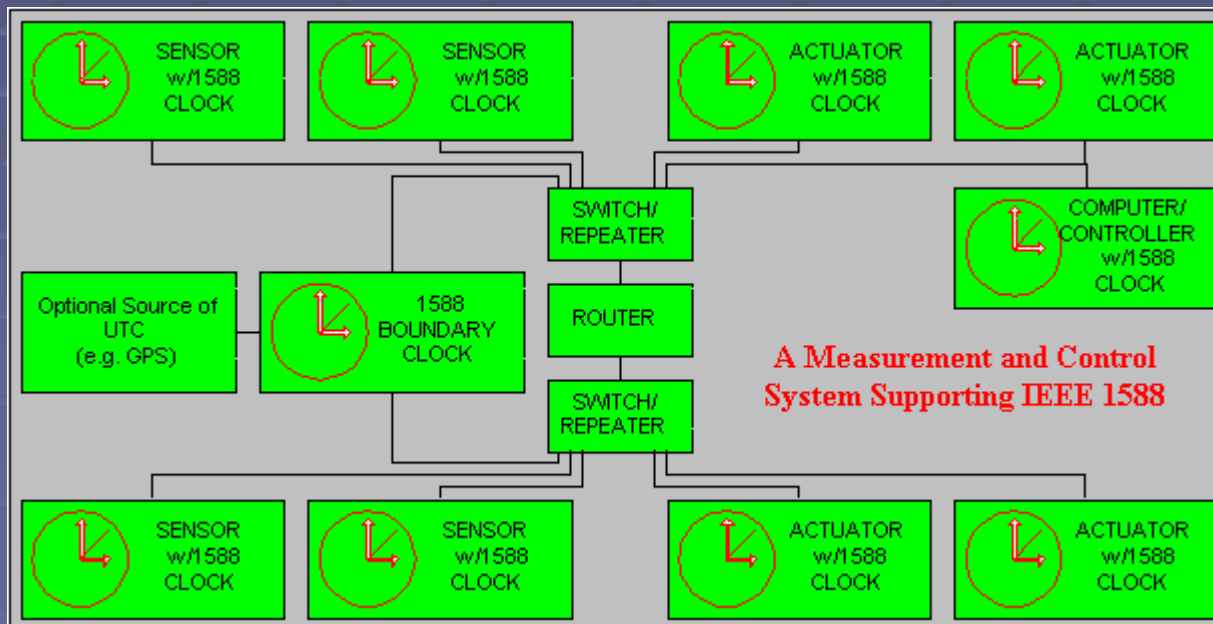 SENSOR
w/1588
CLOCK
SENSOR
w/1588
CLOCK
ACTUATOR
w/1588
CLOCK
ACTUATOR
w/1588
CLOCK
SWITCH/
REPEATER
COMPUTER/
CONTROLLER
w/1588
CLOCK
Optional Source of
UTC
(e.g. GPS)
1588
BOUNDARY
CLOCK
ROUTER
A Measurement and Control
System Supporting IEEE 1588
SWITCH/
REPEATER
SENSOR
w/1588
CLOCK
SENSOR
w/1588
CLOCK
ACTUATOR
w/1588
CLOCK
ACTUATOR
w/1588
CLOCK